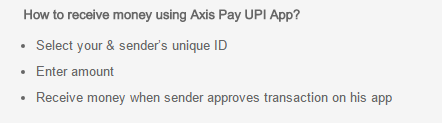 How to receive money using Axis Pay UPI App?
• Select your & sender's unique ID
• Enter amount
• Receive money when sender approves transaction on his app